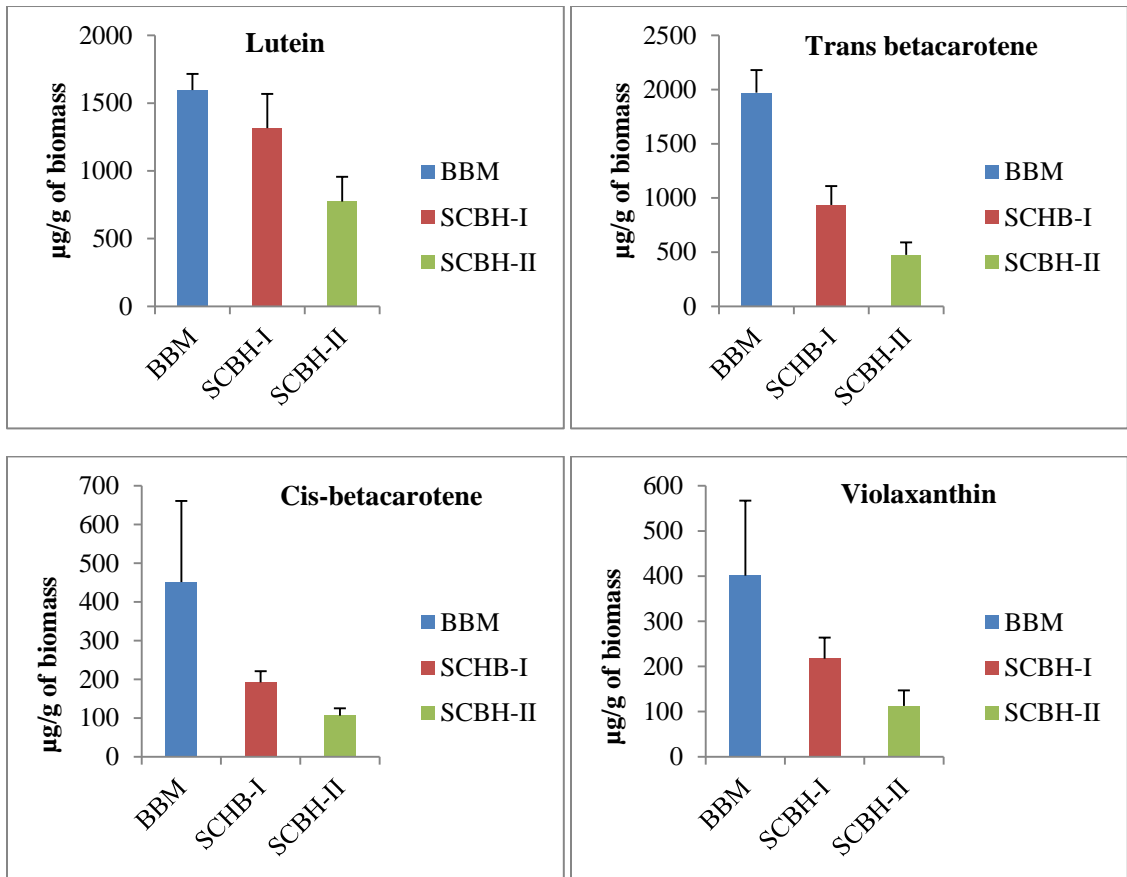 Lutein
µg/g of biomass
2000
1500
1000
500
0
BBM
SCBH-I
SCBH-II
BBM
SCBH-I
SCBH-II
Trans betacarotene
µg/g of biomass
2500
2000
1500
1000
500
0
BBM
SCHB-I
SCBH-II
BBM
SCHB-I
SCBH-II
Cis-betacarotene
µg/g of biomass
700
600
500
400
300
200
100
0
BBM
SCHB-I
SCBH-II
BBM
SCHB-I
SCBH-II
Violaxanthin
µg/g of biomass
600
500
400
300
200
100
0
BBM
SCBH-I
SCBH-II
BBM
SCBH-I
SCBH-II